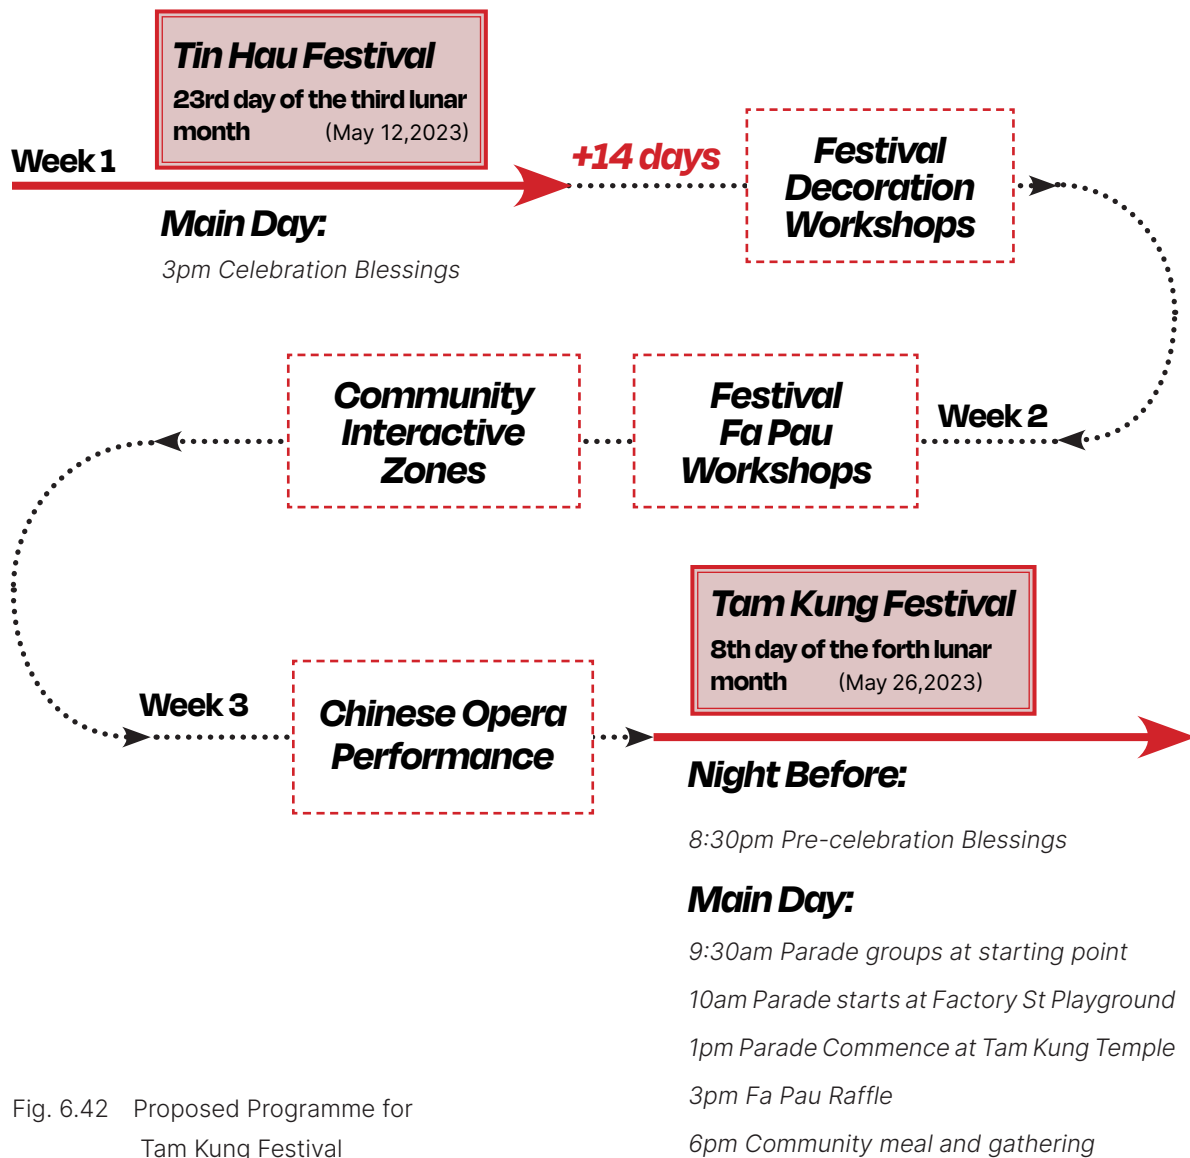 Tin Hau Festival
23rd day of the third lunar
month (May 12,2023)
Week 1
+14 days
Main Day:
3pm Celebration Blessings
Festival
Decoration
Workshops
Week 2
Festival
Fa Pau
Workshops
Community
Interactive
Zones
Week 3
Chinese Opera
Performance
Tam Kung Festival
8th day of the forth lunar
month (May 26,2023)
Night Before:
8:30pm Pre-celebration Blessings
Main Day:
9:30am Parade groups at starting point
10am Parade starts at Factory St Playground
1pm Parade Commence at Tam Kung Temple
3pm Fa Pau Raffle
6pm Community meal and gathering
Fig. 6.42 Proposed Programme for
Tam Kung Festival